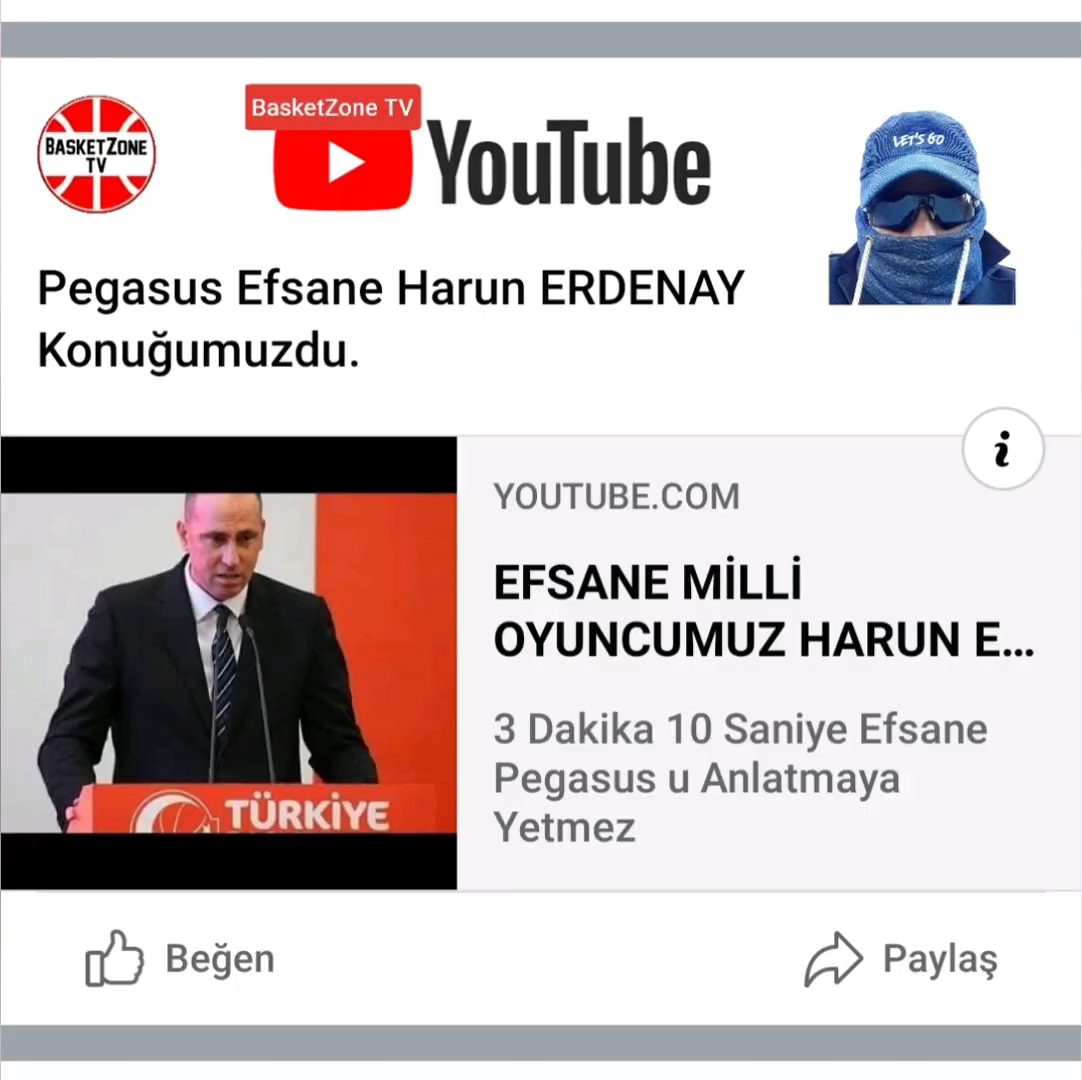 BASKETZONE
TV
BasketZone TV
YouTube
LET'S GO
Pegasus Efsane Harun ERDENAY
Konuğumuzdu.
i
YOUTUBE.COM
EFSANE MİLLİ
OYUNCUMUZ HARUN E...
3 Dakika 10 Saniye Efsane
Pegasus u Anlatmaya
Yetmez
TÜRKİYE
Beğen
Paylaş